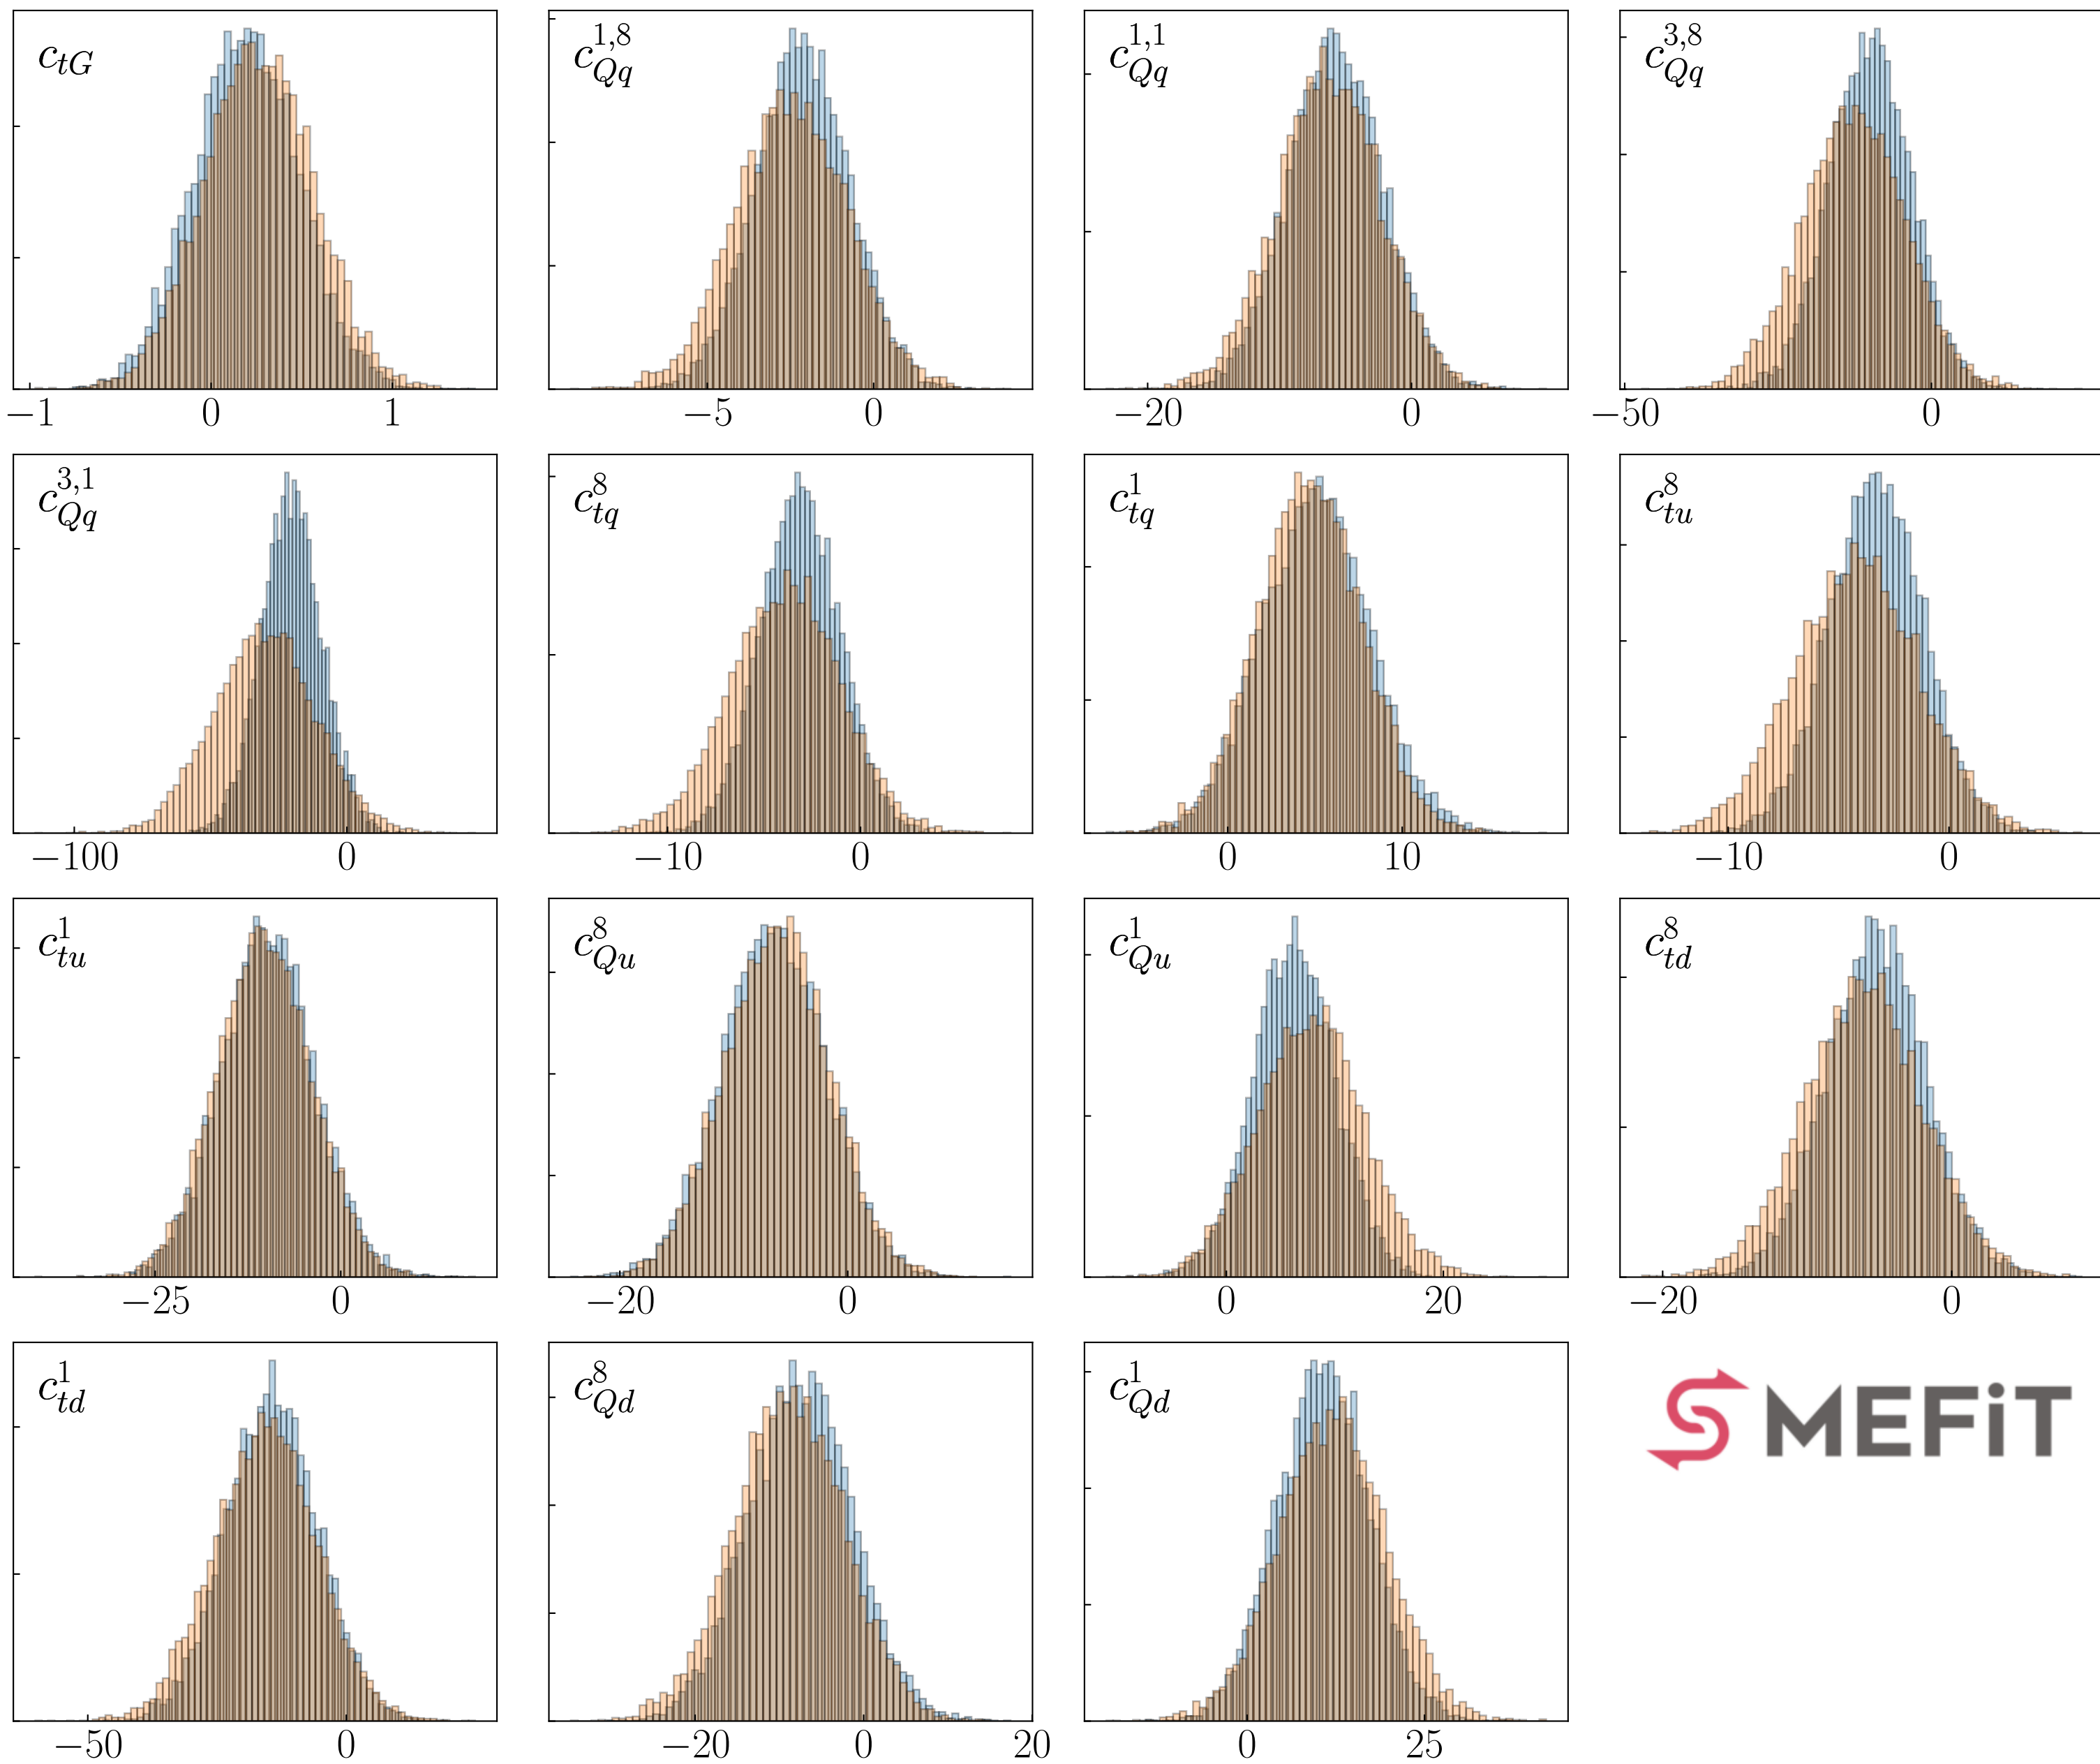 c_{tG} c_{Qq}^{1,8} c_{Qq}^{1,1} c_{Qq}^{3,8}
−1 0 1 −5 0 −20 0 −50 0
c_{Qq}^{3,1} c_{tq}^{8} c_{tq}^{1} c_{tu}^{8}
−100 0 −10 0 0 10 −10 0
c_{tu}^{1} c_{Qu}^{8} c_{Qu}^{1} c_{td}^{8}
−25 0 −20 0 0 20 −20 0
c_{td}^{1} c_{Qd}^{8} c_{Qd}^{1} SMEFiT
−50 0 −20 0 20 0 25